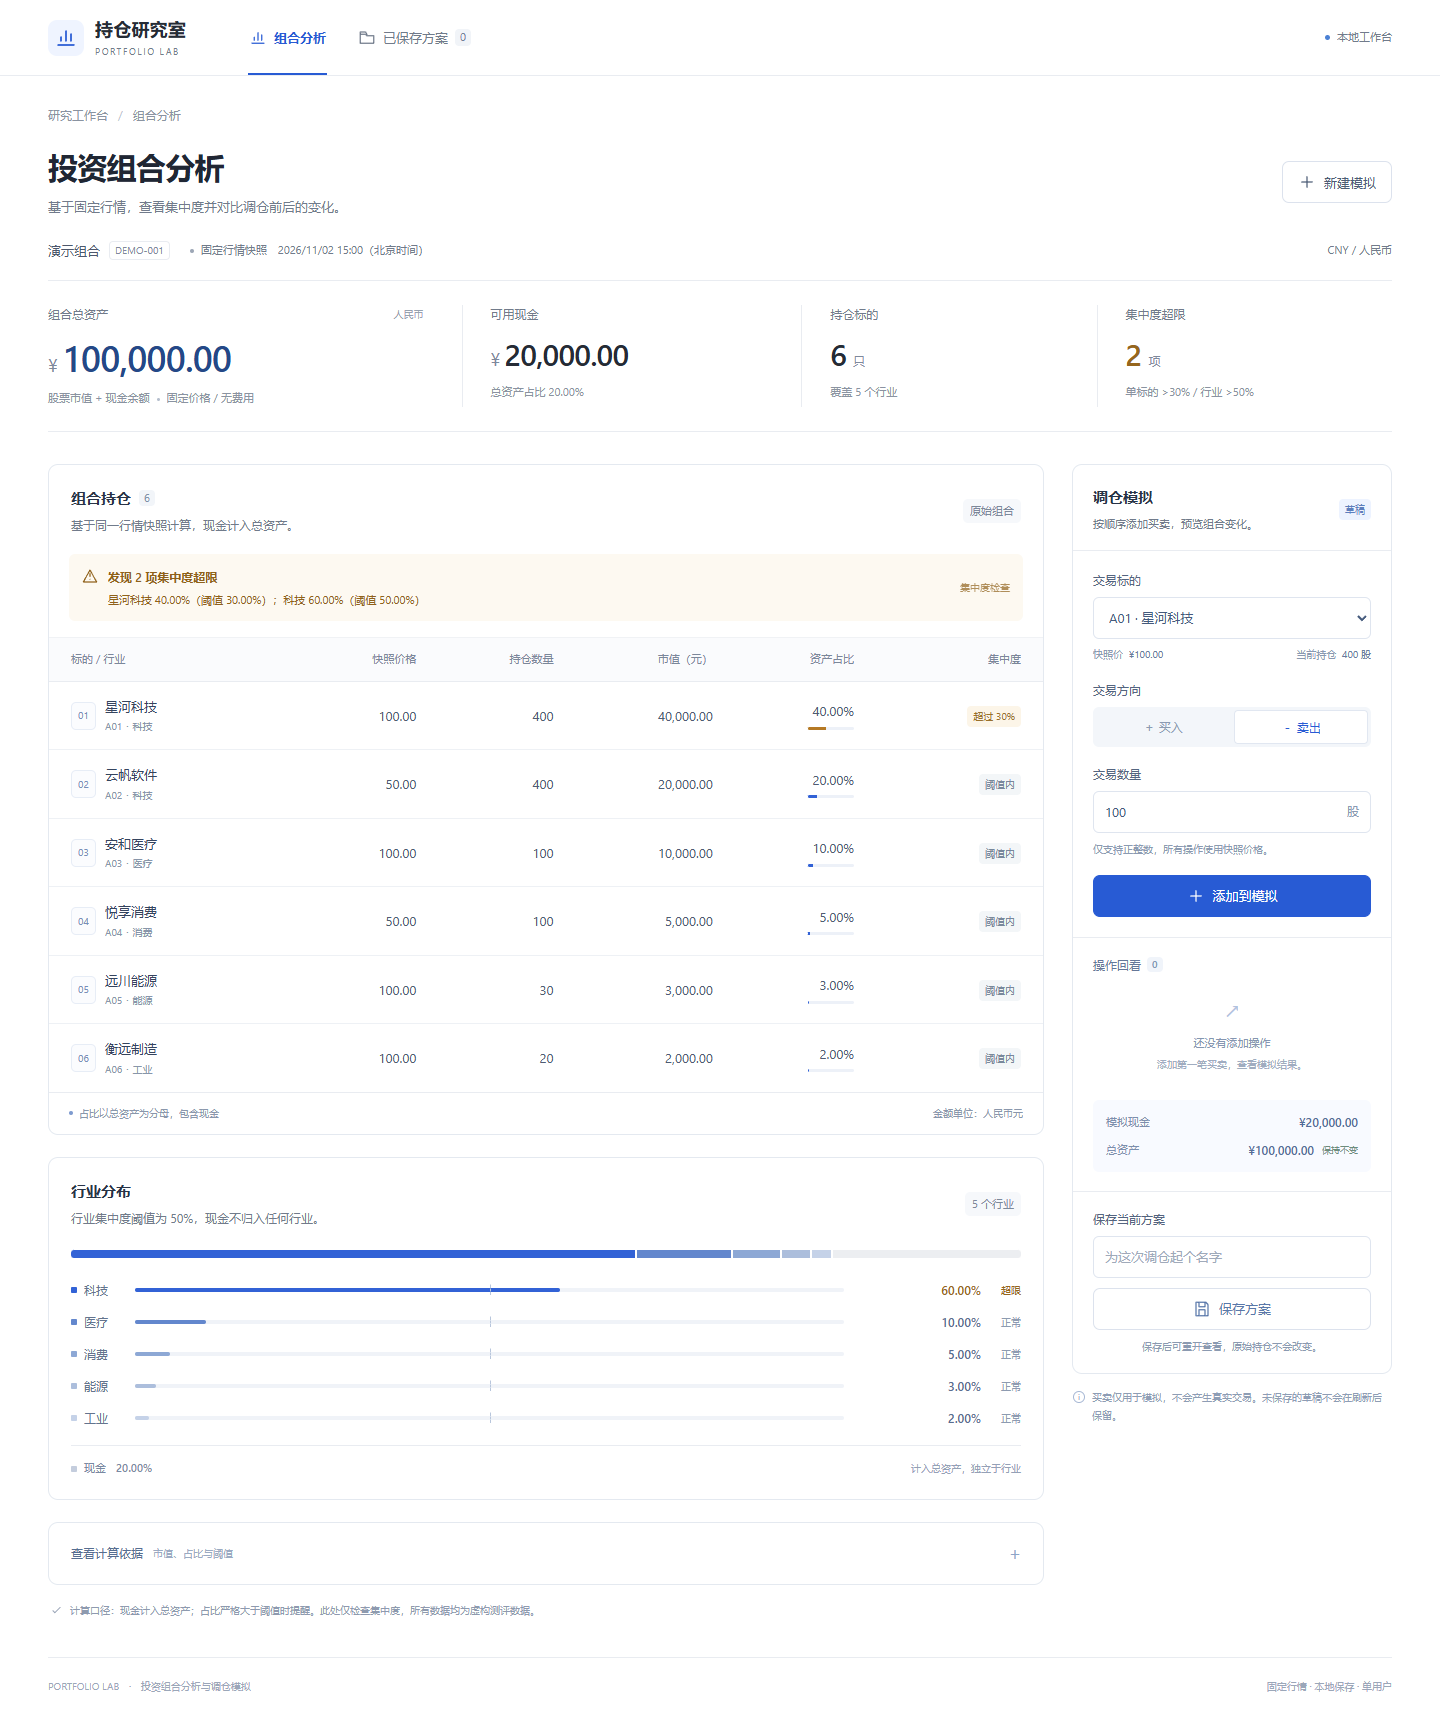 持仓研究室
PORTFOLIO LAB
组合分析
已保存方案 0
本地工作台
研究工作台 / 组合分析
投资组合分析
基于固定行情，查看集中度并对比调仓前后的变化。
+ 新建模拟
演示组合 DEMO-001 • 固定行情快照 2026/11/02 15:00（北京时间）
CNY / 人民币
组合总资产 人民币
¥ 100,000.00
股票市值 + 现金余额 • 固定价格 / 无费用
可用现金
¥ 20,000.00
总资产占比 20.00%
持仓标的
6 只
覆盖 5 个行业
集中度超限
2 项
单标的 >30% / 行业 >50%
组合持仓 6
基于同一行情快照计算，现金计入总资产。
原始组合
发现 2 项集中度超限
星河科技 40.00%（阈值 30.00%）；科技 60.00%（阈值 50.00%）
集中度检查
标的 / 行业 快照价格 持仓数量 市值（元） 资产占比 集中度
01 星河科技 100.00 400 40,000.00 40.00% 超过 30%
A01 · 科技
02 云帆软件 50.00 400 20,000.00 20.00% 阈值内
A02 · 科技
03 安和医疗 100.00 100 10,000.00 10.00% 阈值内
A03 · 医疗
04 悦享消费 50.00 100 5,000.00 5.00% 阈值内
A04 · 消费
05 远川能源 100.00 30 3,000.00 3.00% 阈值内
A05 · 能源
06 衡远制造 100.00 20 2,000.00 2.00% 阈值内
A06 · 工业
• 占比以总资产为分母，包含现金
金额单位：人民币元
行业分布
行业集中度阈值为 50%，现金不归入任何行业。
5 个行业
科技 60.00% 超限
医疗 10.00% 正常
消费 5.00% 正常
能源 3.00% 正常
工业 2.00% 正常
现金 20.00%
计入总资产，独立于行业
查看计算依据 市值、占比与阈值 +
计算口径：现金计入总资产；占比严格大于阈值时提醒。此处仅检查集中度，所有数据均为虚构测评数据。
调仓模拟
按顺序添加买卖，预览组合变化。
草稿
交易标的
A01 · 星河科技
快照价 ¥100.00 当前持仓 400 股
交易方向
+ 买入 - 卖出
交易数量
100 股
仅支持正整数，所有操作使用快照价格。
+ 添加到模拟
操作回看 0
还没有添加操作
添加第一笔买卖，查看模拟结果。
模拟现金 ¥20,000.00
总资产 ¥100,000.00 保持不变
保存当前方案
为这次调仓起个名字
保存方案
保存后可重开查看，原始持仓不会改变。
买卖仅用于模拟，不会产生真实交易。未保存的草稿不会在刷新后
保留。
PORTFOLIO LAB · 投资组合分析与调仓模拟
固定行情 · 本地保存 · 单用户